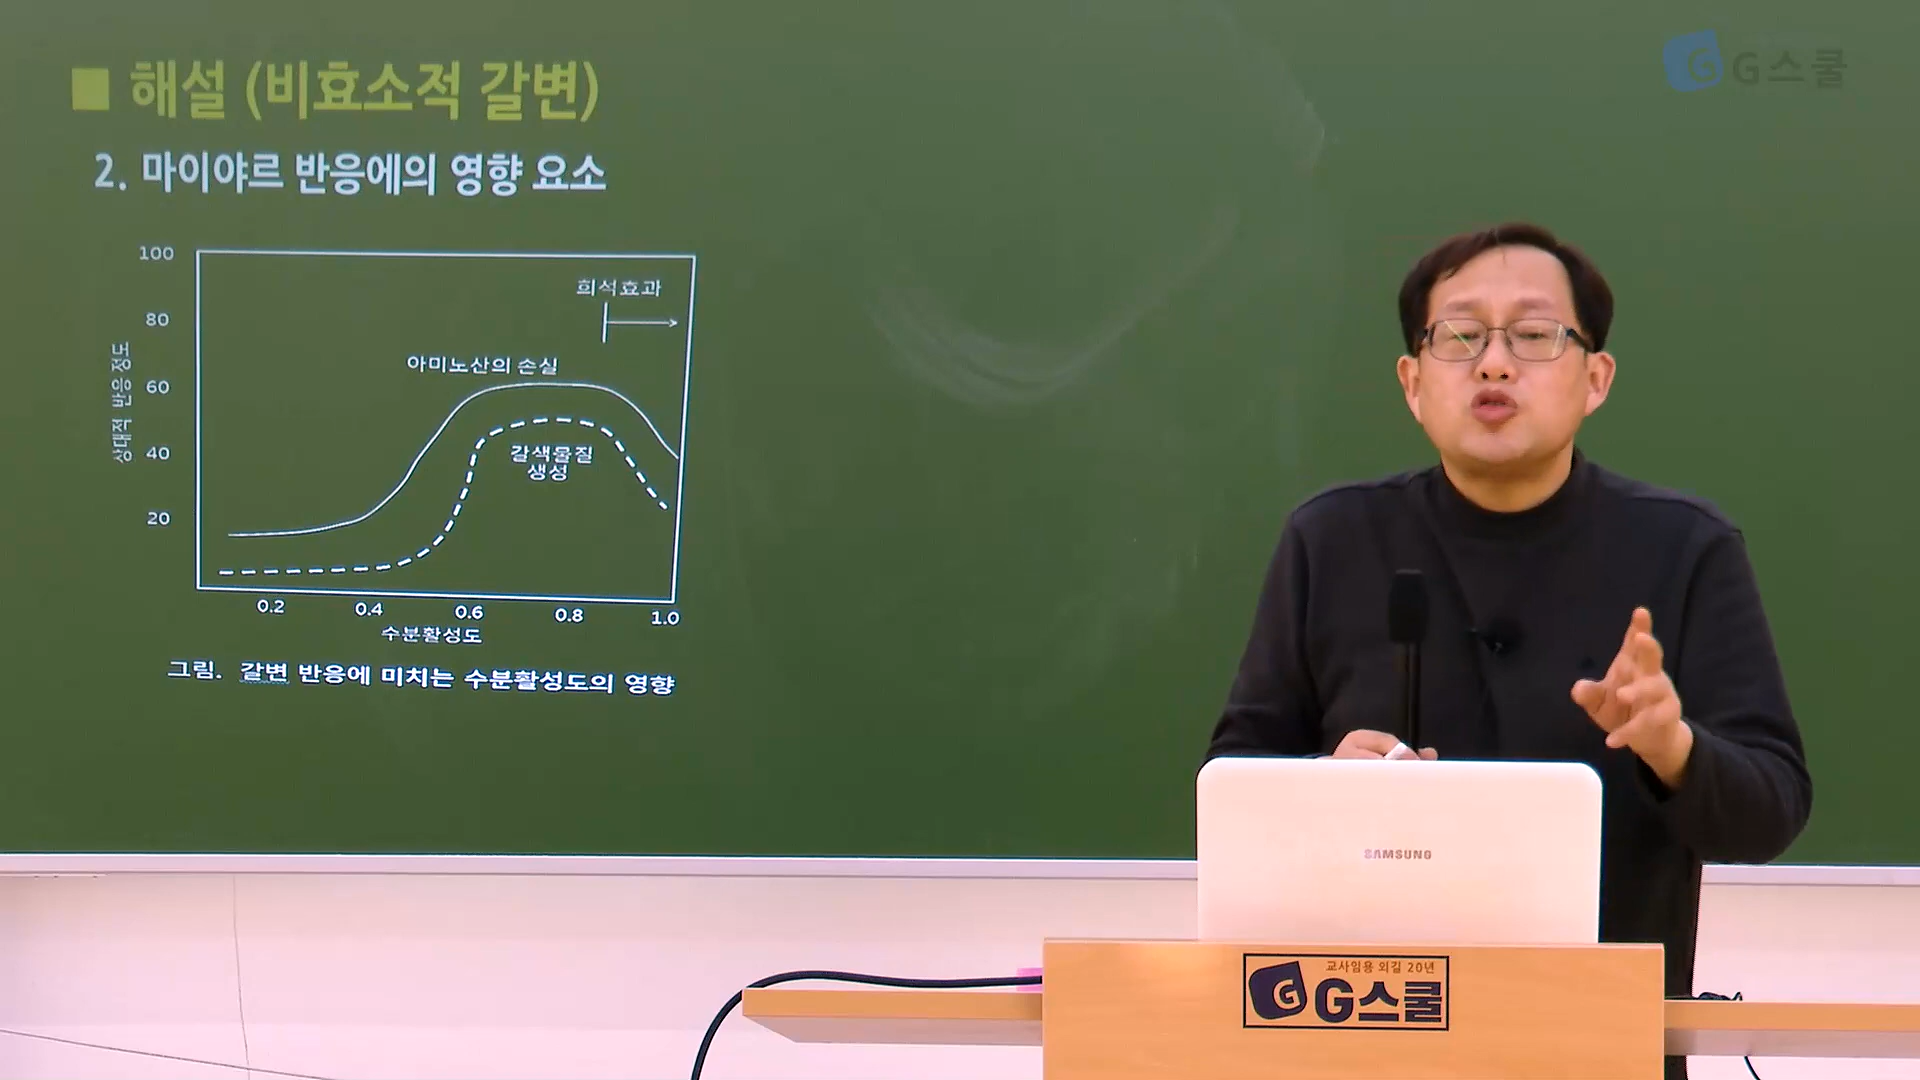 ■ 해설 (비효소적 갈변)
G스쿨
2. 마이야르 반응에의 영향 요소
100
80
60
40
20
상대적 반응정도
희석효과
아미노산의 손실
갈색물질
생성
0.2 0.4 0.6 0.8 1.0
수분활성도
그림. 갈변 반응에 미치는 수분활성도의 영향
SAMSUNG
교사임용 외길 20년
G스쿨